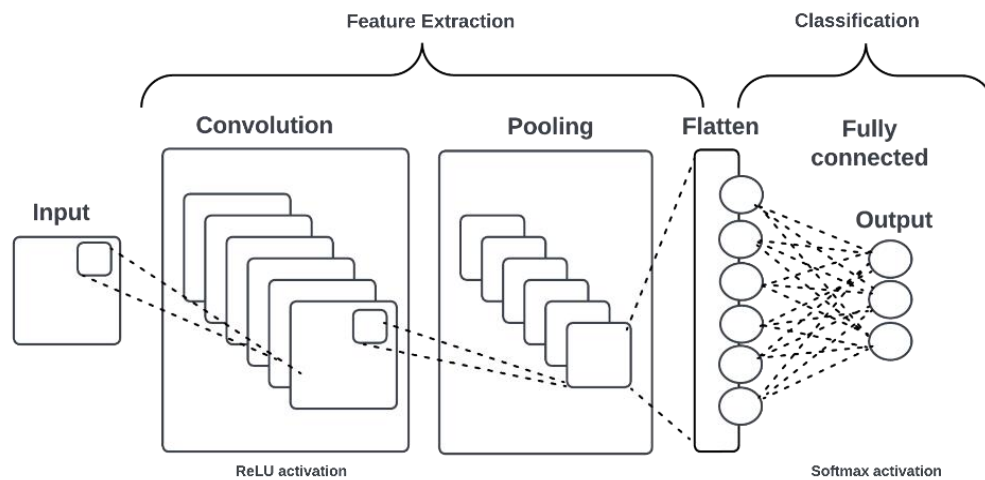 Feature Extraction
Classification
Convolution
Pooling
Flatten
Fully
connected
Input
Output
ReLU activation
Softmax activation